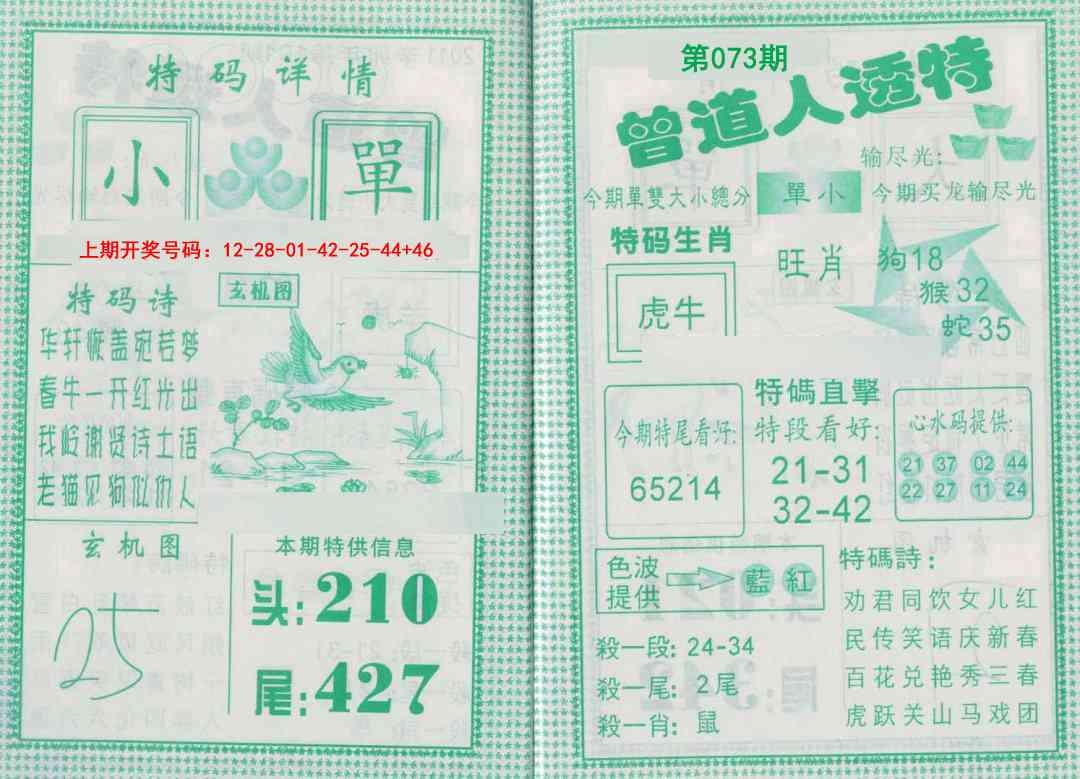 特码详情
小 單
上期开奖号码：12-28-01-42-25-44+46
特码诗
玄机图
华轩慨盖宛若梦
春牛一开红光出
我岭谢贤诗士语
老猫见狗似仇人
玄机图
25
本期特供信息
头:210
尾:427
第073期
曾道人透特
输尽光:
今期單雙大小總分 單小 今期买龙输尽光
特码生肖
虎牛
旺肖
狗18
猴32
蛇35
今期特尾看好:
65214
特碼直擊
特段看好:
21-31
32-42
心水码提供:
21 37 02 44
22 27 11 24
色波
提供
藍 紅
殺一段: 24-34
殺一尾: 2尾
殺一肖: 鼠
特碼詩:
劝君同饮女儿红
民传笑语庆新春
百花兑艳秀三春
虎跃关山马戏团